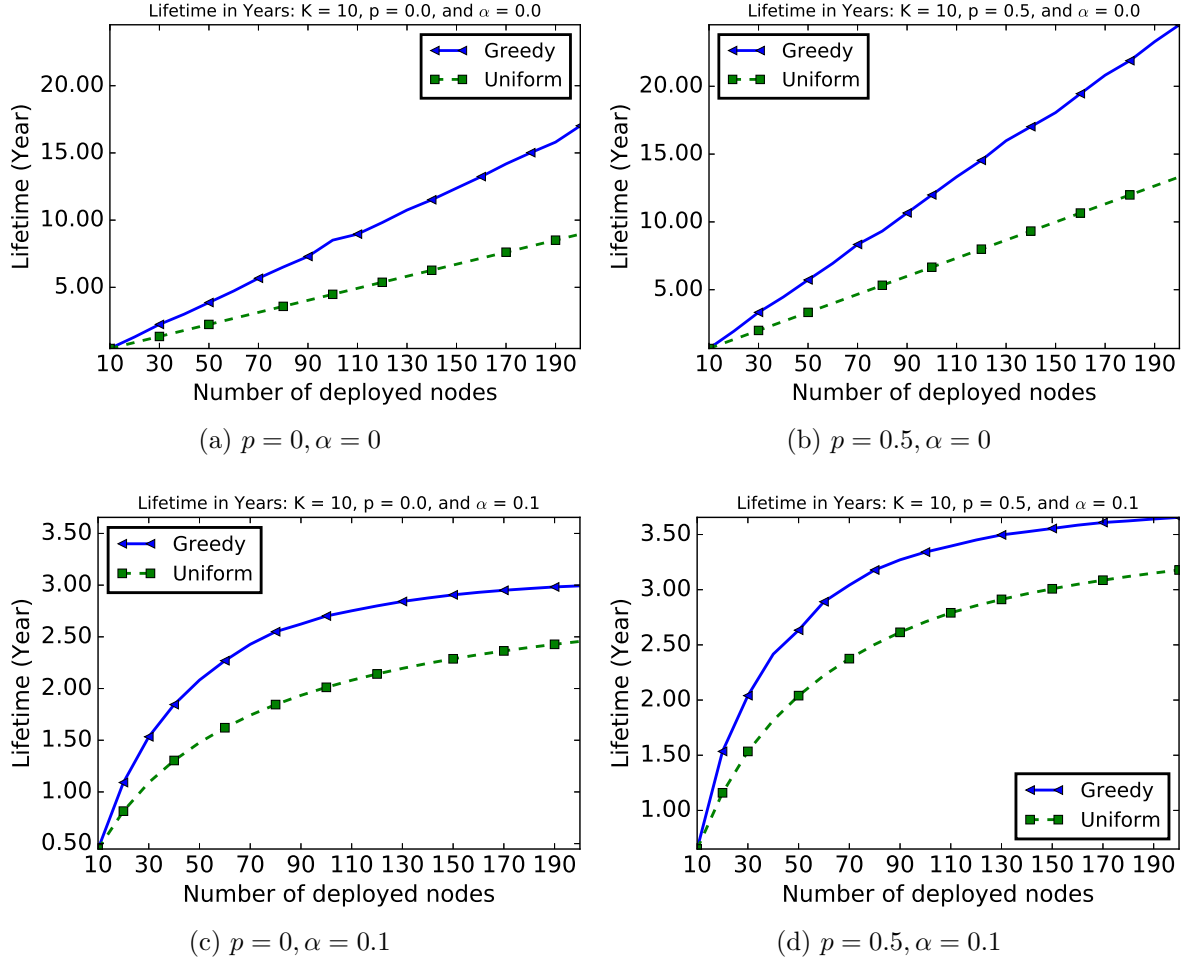 Lifetime in Years: K = 10, p = 0.0, and α = 0.0
Greedy
Uniform
20.00
15.00
10.00
5.00
Lifetime (Year)
10 30 50 70 90 110 130 150 170 190
Number of deployed nodes
(a) p = 0, α = 0
Lifetime in Years: K = 10, p = 0.5, and α = 0.0
Greedy
Uniform
20.00
15.00
10.00
5.00
Lifetime (Year)
10 30 50 70 90 110 130 150 170 190
Number of deployed nodes
(b) p = 0.5, α = 0
Lifetime in Years: K = 10, p = 0.0, and α = 0.1
Greedy
Uniform
3.50
3.00
2.50
2.00
1.50
1.00
0.50
Lifetime (Year)
10 30 50 70 90 110 130 150 170 190
Number of deployed nodes
(c) p = 0, α = 0.1
Lifetime in Years: K = 10, p = 0.5, and α = 0.1
3.50
3.00
2.50
2.00
1.50
1.00
Lifetime (Year)
Greedy
Uniform
10 30 50 70 90 110 130 150 170 190
Number of deployed nodes
(d) p = 0.5, α = 0.1